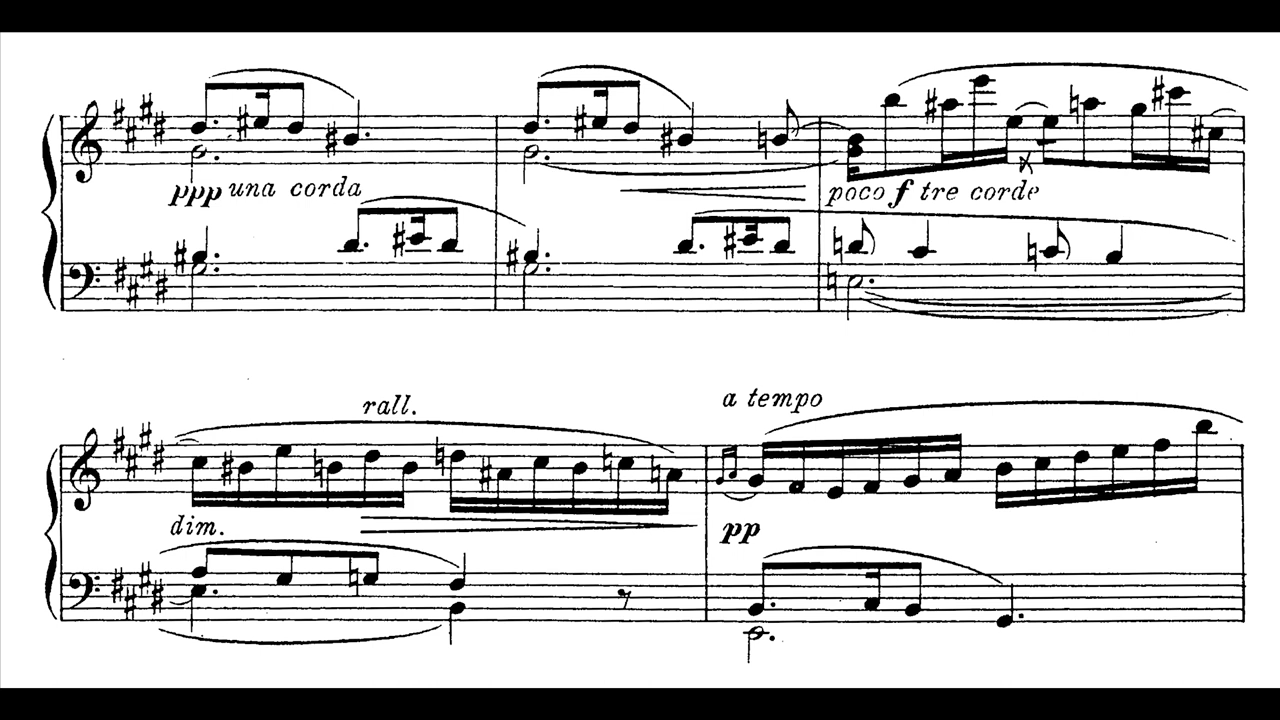 ppp una corda
poco f tre corde
rall.
a tempo
dim.
pp